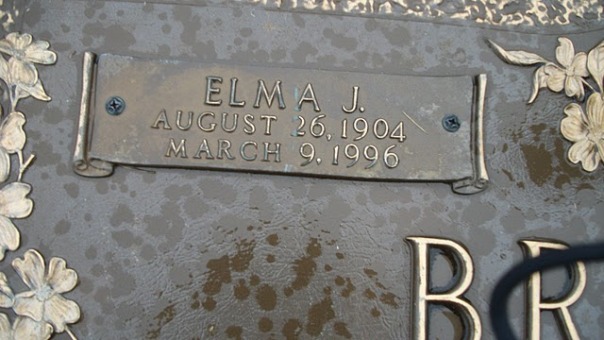 ELMA J.
AUGUST 26, 1904
MARCH 9, 1996
BR